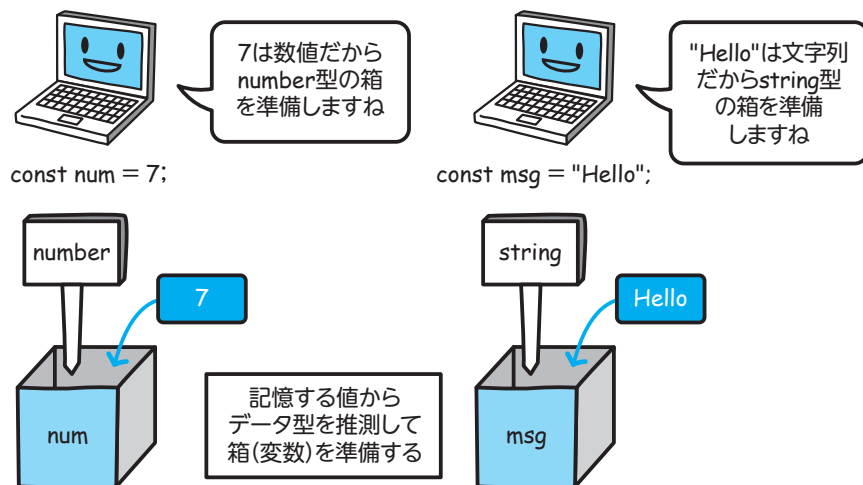 7は数値だから
number型の箱
を準備しますね
"Hello"は文字列
だからstring型
の箱を準備
しますね
const num = 7;
const msg = "Hello";
number
7
num
string
Hello
msg
記憶する値から
データ型を推測して
箱(変数)を準備する